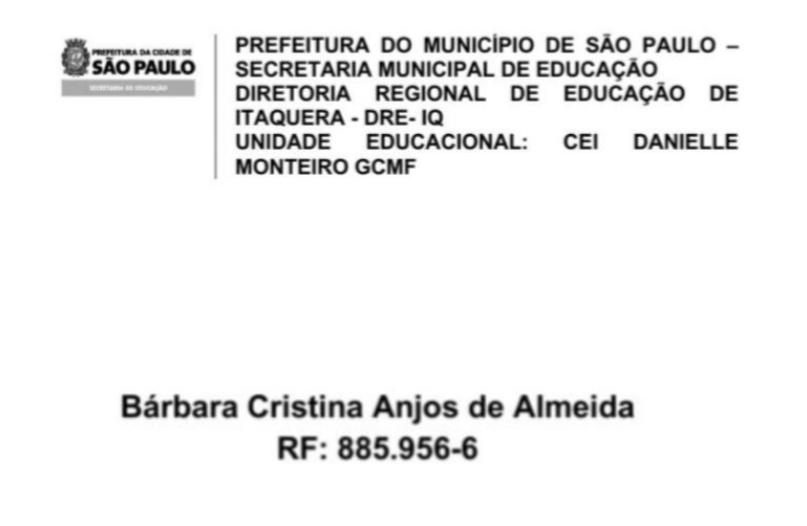 PREFEITURA DA CIDADE DE
SÃO PAULO
SECRETARIA DE EDUCAÇÃO
PREFEITURA DO MUNICÍPIO DE SÃO PAULO –
SECRETARIA MUNICIPAL DE EDUCAÇÃO
DIRETORIA REGIONAL DE EDUCAÇÃO DE
ITAQUERA - DRE- IQ
UNIDADE EDUCACIONAL: CEI DANIELLE
MONTEIRO GCMF
Bárbara Cristina Anjos de Almeida
RF: 885.956-6